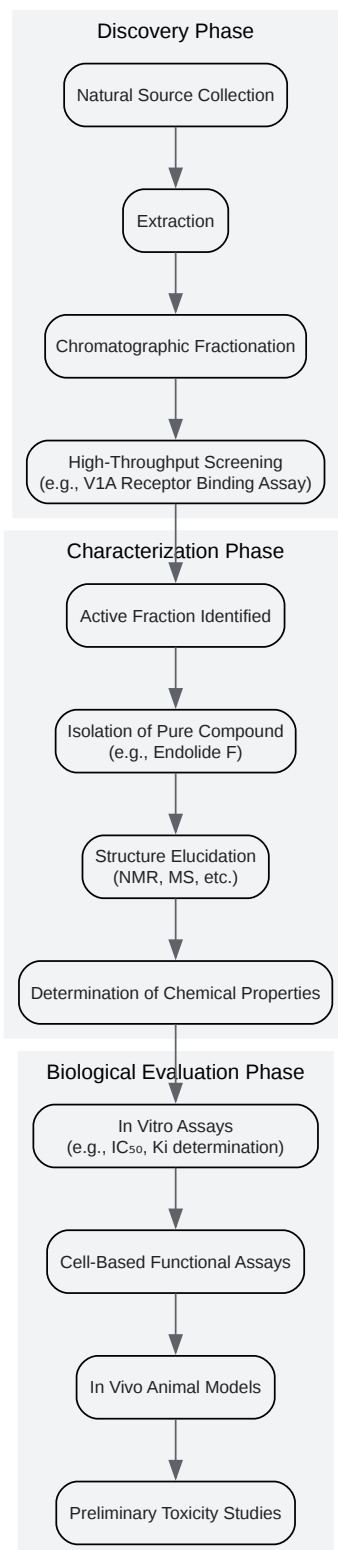 Discovery Phase
Natural Source Collection
Extraction
Chromatographic Fractionation
High-Throughput Screening
(e.g., V1A Receptor Binding Assay)
Characterization Phase
Active Fraction Identified
Isolation of Pure Compound
(e.g., Endolide F)
Structure Elucidation
(NMR, MS, etc.)
Determination of Chemical Properties
Biological Evaluation Phase
In Vitro Assays
(e.g., IC₅₀, Ki determination)
Cell-Based Functional Assays
In Vivo Animal Models
Preliminary Toxicity Studies